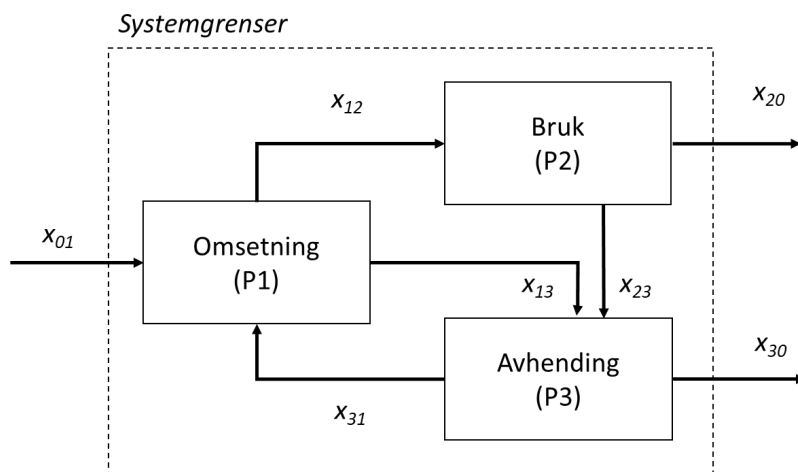 Systemgrenser
x12
x20
Bruk
(P2)
x01
Omsetning
(P1)
x13
x23
x30
Avhending
(P3)
x31